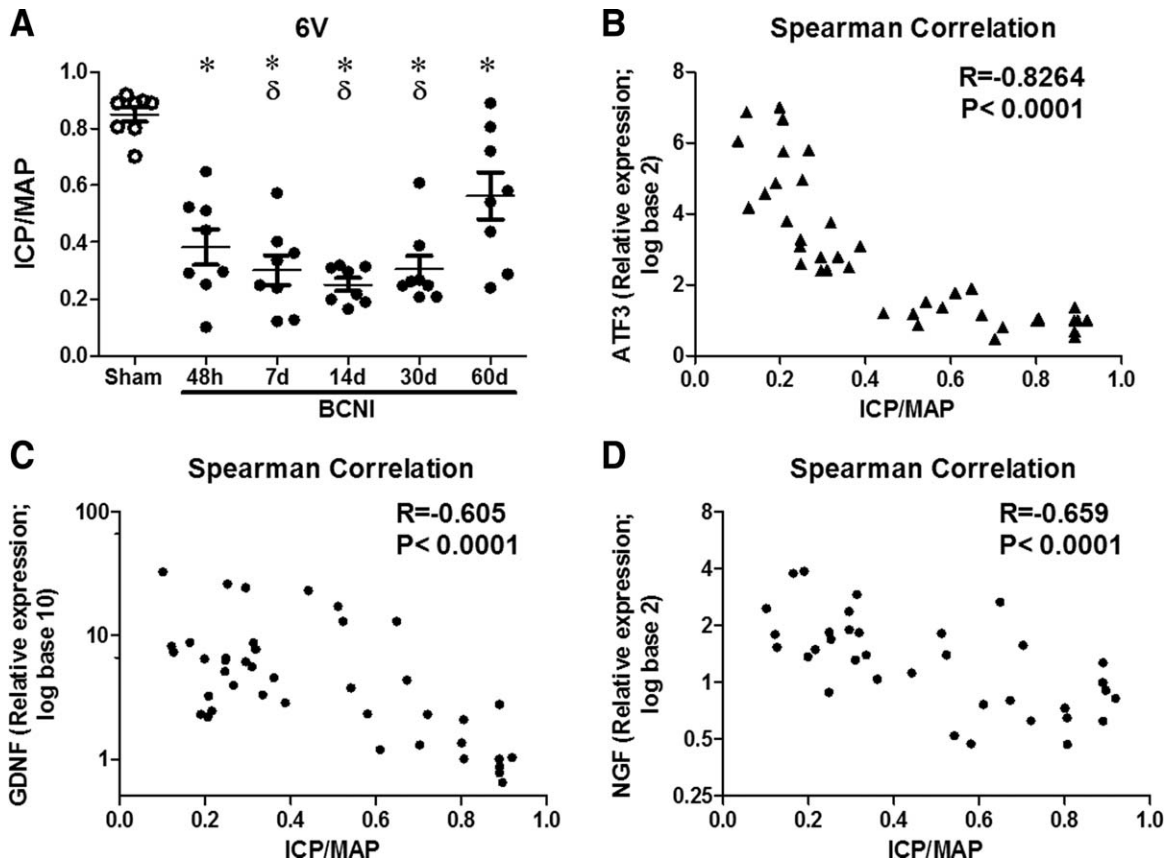 A
6V
* * * * *
δ δ δ
ICP/MAP
1.0
0.8
0.6
0.4
0.2
0.0
Sham 48h 7d 14d 30d 60d
BCNI
B
Spearman Correlation
R=-0.8264
P< 0.0001
ATF3 (Relative expression;
log base 2)
8
6
4
2
0
0.0 0.2 0.4 0.6 0.8 1.0
ICP/MAP
C
Spearman Correlation
R=-0.605
P< 0.0001
GDNF (Relative expression;
log base 10)
100
10
1
0.0 0.2 0.4 0.6 0.8 1.0
ICP/MAP
D
Spearman Correlation
R=-0.659
P< 0.0001
NGF (Relative expression;
log base 2)
8
4
2
1
0.5
0.25
0.0 0.2 0.4 0.6 0.8 1.0
ICP/MAP